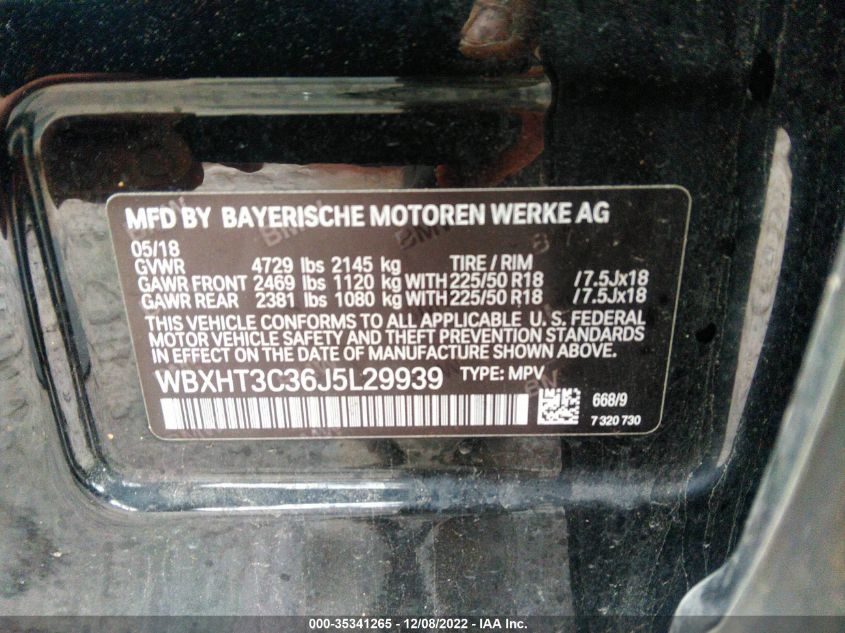 MFD BY BAYERISCHE MOTOREN WERKE AG
05/18
GVWR 4729 lbs 2145 kg TIRE / RIM
GAWR FRONT 2469 lbs 1120 kg WITH 225/50 R18 / 7.5Jx18
GAWR REAR 2381 lbs 1080 kg WITH 225/50 R18 / 7.5Jx18
THIS VEHICLE CONFORMS TO ALL APPLICABLE U. S. FEDERAL
MOTOR VEHICLE SAFETY AND THEFT PREVENTION STANDARDS
IN EFFECT ON THE DATE OF MANUFACTURE SHOWN ABOVE.
WBXHT3C36J5L29939 TYPE: MPV
668/9
7 320 730
000-35341265 - 12/08/2022 - IAA Inc.